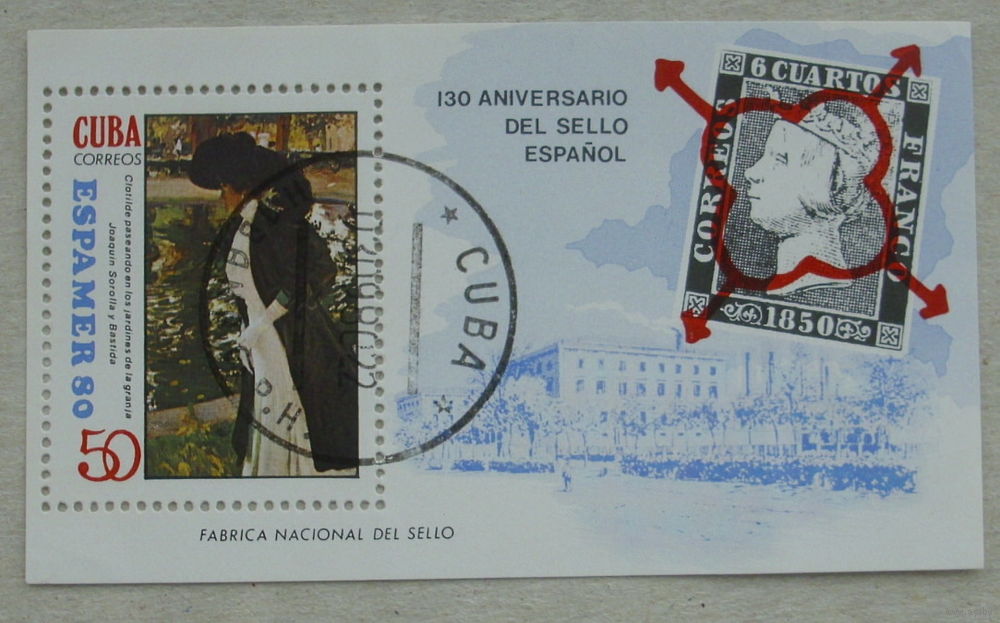 130 ANIVERSARIO
DEL SELLO
ESPAÑOL
CUBA
CORREOS
ESPAMER 80
Clotilde paseando en los jardines de la granja
Joaquín Sorolla y Bastida
50
6 CUARTOS
CORREOS
FRANCO
1850
CUBA
FABRICA NACIONAL DEL SELLO